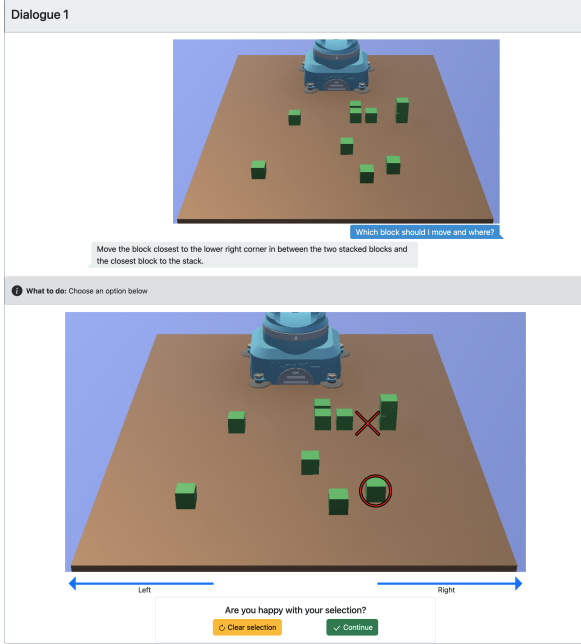 Dialogue 1
Which block should I move and where?
Move the block closest to the lower right corner in between the two stacked blocks and
the closest block to the stack.
What to do: Choose an option below
Left
Right
Are you happy with your selection?
Clear selection
Continue